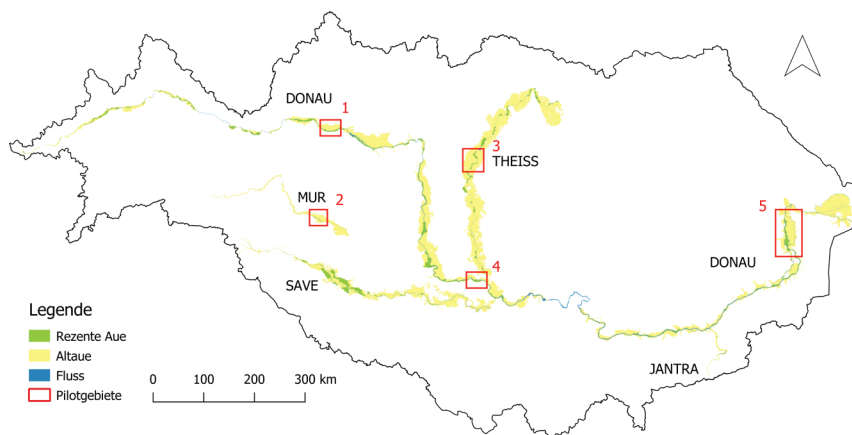 DONAU
1
3
THEISS
MUR
2
5
DONAU
4
SAVE
JANTRA
Legende
Rezente Aue
Altaue
Fluss
Pilotgebiete
0 100 200 300 km